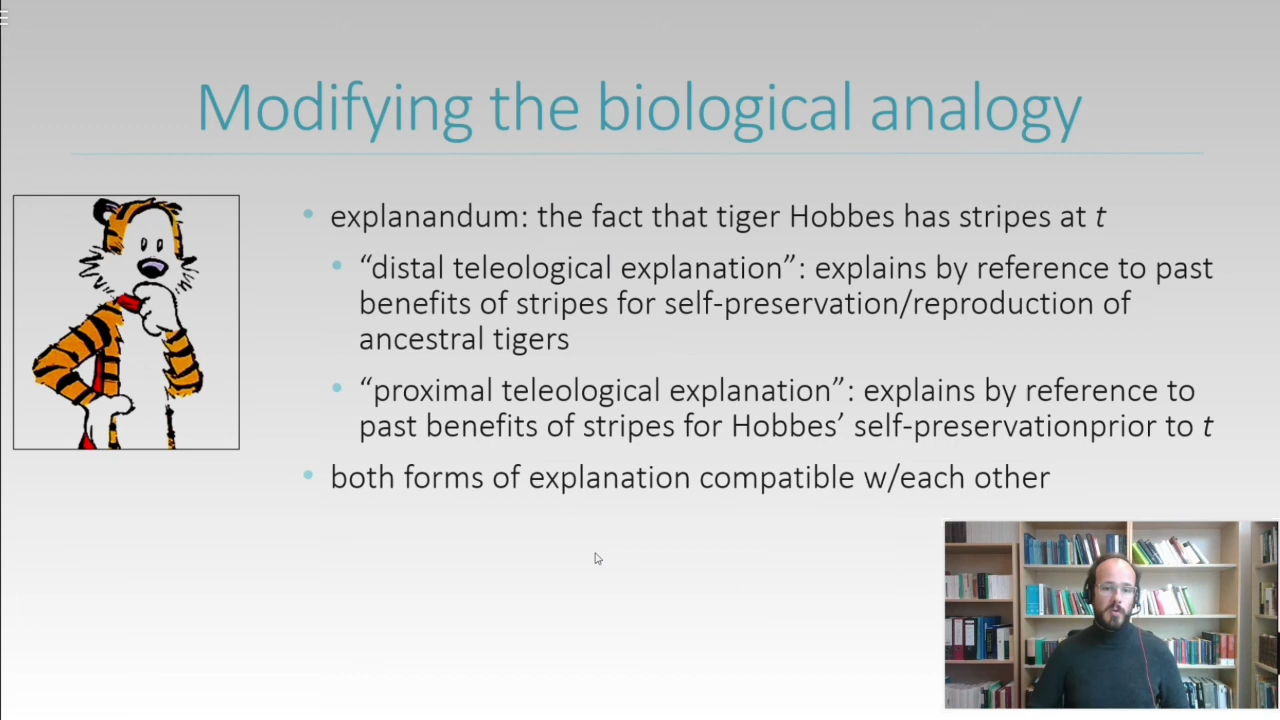 Modifying the biological analogy
• explanandum: the fact that tiger Hobbes has stripes at t
• “distal teleological explanation”: explains by reference to past
benefits of stripes for self-preservation/reproduction of
ancestral tigers
• “proximal teleological explanation”: explains by reference to
past benefits of stripes for Hobbes’ self-preservationprior to t
• both forms of explanation compatible w/each other